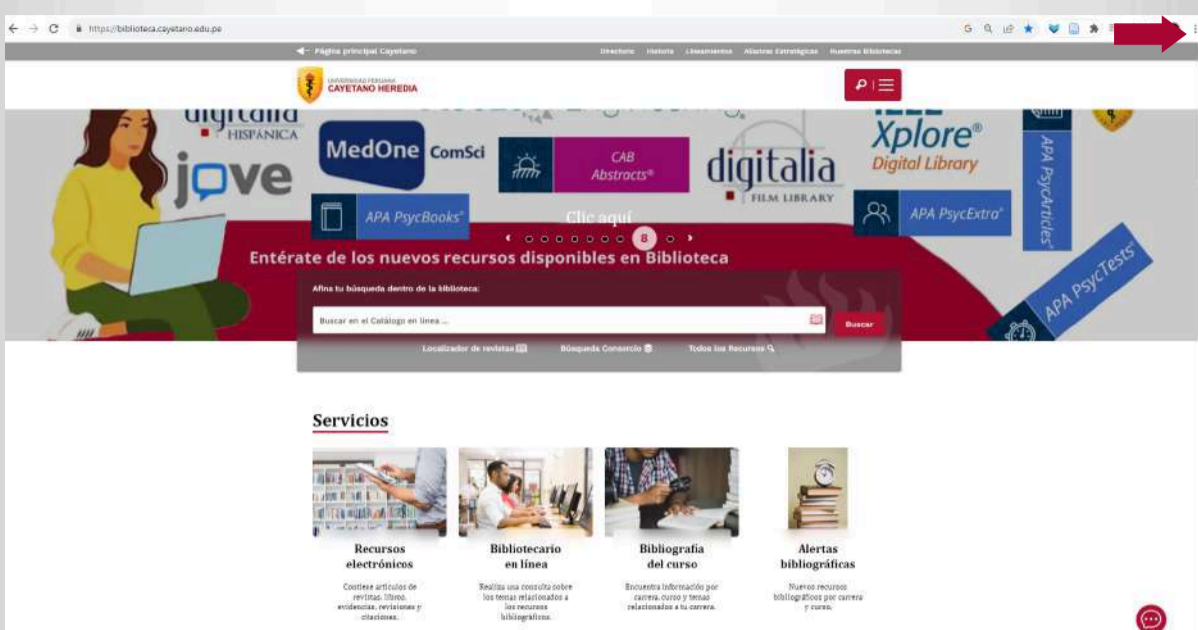 https://biblioteca.cayetano.edu.pe
Página principal Cayetano
Directorio Historia Lineamientos Alianzas Estratégicas Nuestras Bibliotecas
UNIVERSIDAD PERUANA
CAYETANO HEREDIA
digitalia
HISPÁNICA
jove
MedOne ComSci
CAB
Abstracts®
digitalia
FILM LIBRARY
IEEE
Xplore®
Digital Library
APA PsycBooks®
APA PsycExtra®
APA PsycArticles®
APA PsycTests®
Clic aquí
8
Entérate de los nuevos recursos disponibles en Biblioteca
Afina tu búsqueda dentro de la biblioteca:
Buscar en el Catálogo en línea ...
Buscar
Localizador de revistas
Búsqueda Consorcio
Todos los Recursos
Servicios
Recursos
electrónicos
Contiene artículos de
revistas, libros,
evidencias, revisiones y
citaciones.
Bibliotecario
en línea
Realiza una consulta sobre
los temas relacionados a
los recursos
bibliográficos.
Bibliografía
del curso
Encuentra información por
carrera, curso y temas
relacionados a tu carrera.
Alertas
bibliográficas
Nuevos recursos
bibliográficos por carrera
y curso.